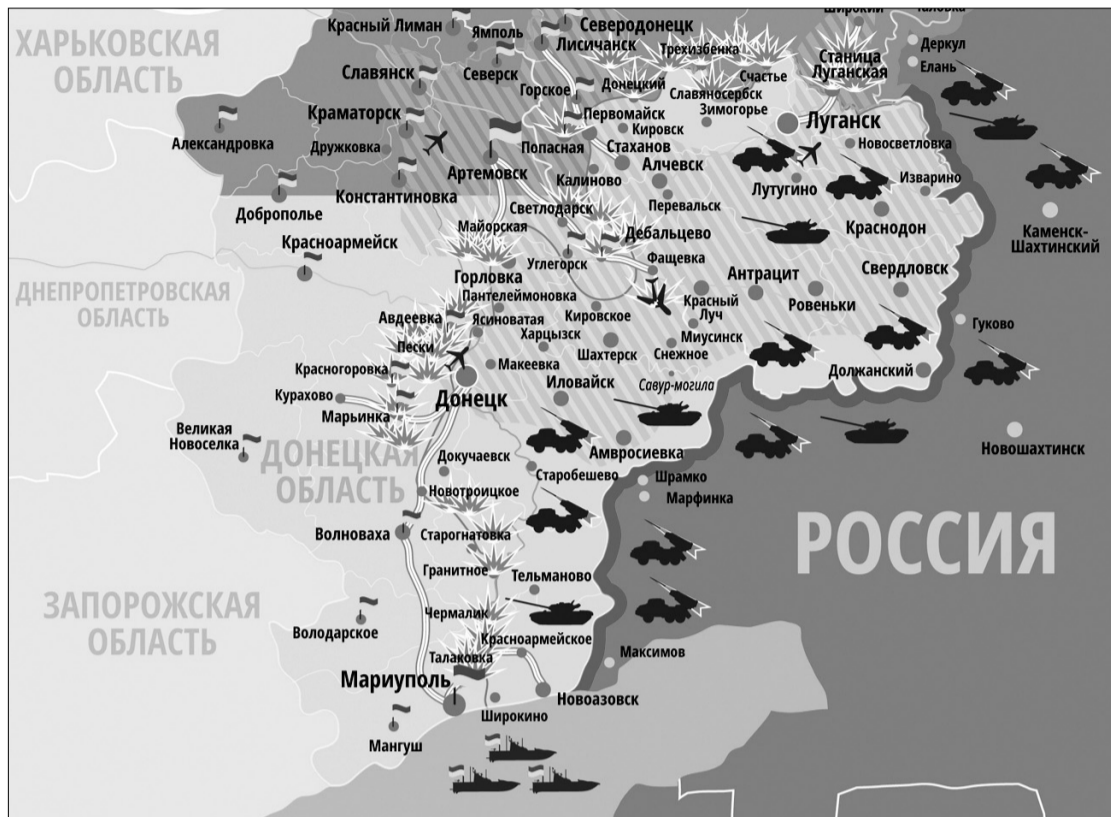 Широкий
Красный Лиман
Ямполь
Северодонецк
Лисичанск
Трехизбенка
Станица
Луганская
Деркул
Елань
ХАРЬКОВСКАЯ
ОБЛАСТЬ
Славянск
Северск
Горское
Донецкий
Счастье
Славяносербск
Зимогорье
Краматорск
Первомайск
Кировск
Луганск
Александровка
Дружковка
Попасная
Стаханов
Новосветловка
Артемовск
Алчевск
Калиново
Лутугино
Изварино
Константиновка
Доброполье
Светлодарск
Перевальск
Майорская
Дебальцево
Краснодон
Каменск-
Шахтинский
Красноармейск
Углегорск
Фащевка
Горловка
Антрацит
Свердловск
ДНЕПРОПЕТРОВСКАЯ
ОБЛАСТЬ
Пантелеймоновка
Кировское
Красный
Луч
Ровеньки
Авдеевка
Ясиноватая
Харцызск
Миусинск
Гуково
Пески
Шахтерск
Снежное
Красногоровка
Макеевка
Должанский
Савур-могила
Иловайск
Курахово
Донецк
Марьинка
Великая
Новоселка
Новошахтинск
ДОНЕЦКАЯ
ОБЛАСТЬ
Докучаевск
Амвросиевка
Старобешево
Шрамко
Марфинка
Новотроицкое
Волноваха
Старогнатовка
РОССИЯ
Гранитное
Тельманово
ЗАПОРОЖСКАЯ
ОБЛАСТЬ
Чермалик
Володарское
Красноармейское
Талаковка
Максимов
Мариуполь
Новоазовск
Широкино
Мангуш